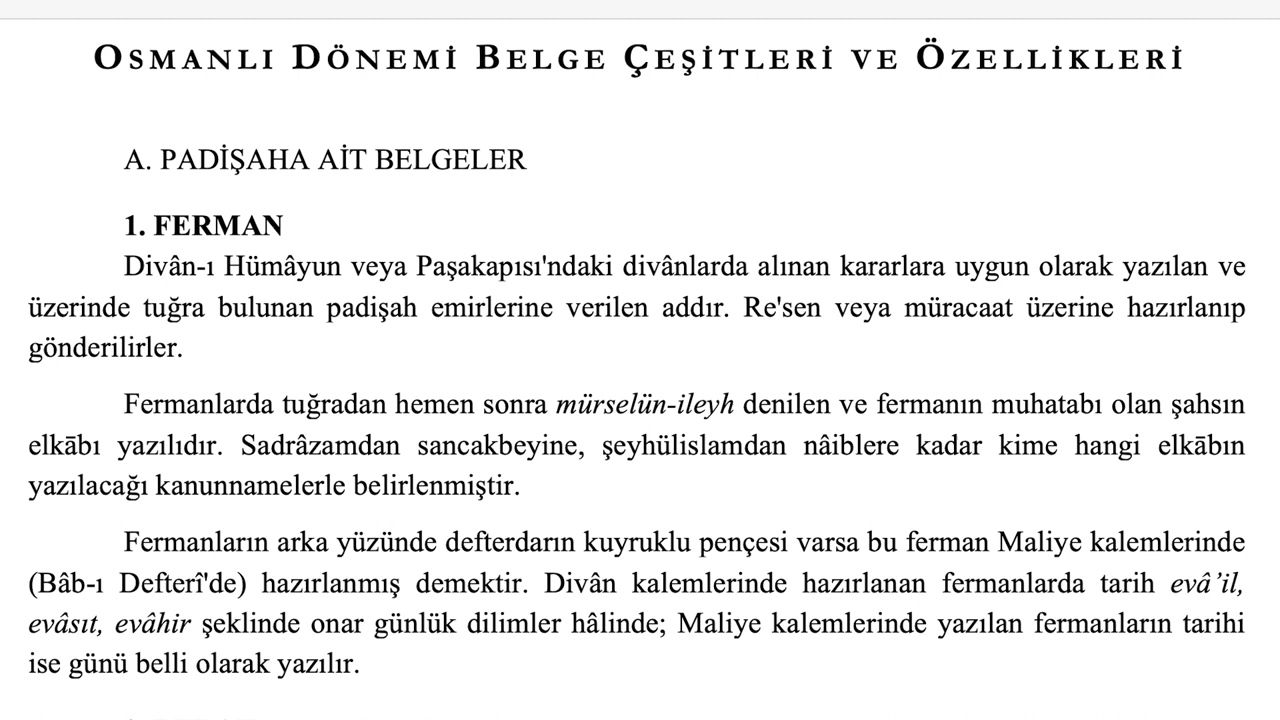 OSMANLI DÖNEMİ BELGE ÇEŞİTLERİ VE ÖZELLİKLERİ
A. PADİŞAHA AİT BELGELER
1. FERMAN
Divân-ı Hümâyun veya Paşakapısı'ndaki divânlarda alınan kararlara uygun olarak yazılan ve
üzerinde tuğra bulunan padişah emirlerine verilen addır. Re'sen veya müracaat üzerine hazırlanıp
gönderilirler.
Fermanlarda tuğradan hemen sonra mürselün-ileyh denilen ve fermanın muhatabı olan şahsın
elkābı yazılıdır. Sadrâzamdan sancakbeyine, şeyhülislamdan nâiblere kadar kime hangi elkābın
yazılacağı kanunnamelerle belirlenmiştir.
Fermanların arka yüzünde defterdarın kuyruklu pençesi varsa bu ferman Maliye kalemlerinde
(Bâb-ı Defterî'de) hazırlanmış demektir. Divân kalemlerinde hazırlanan fermanlarda tarih evâ’il,
evâsıt, evâhir şeklinde onar günlük dilimler hâlinde; Maliye kalemlerinde yazılan fermanların tarihi
ise günü belli olarak yazılır.